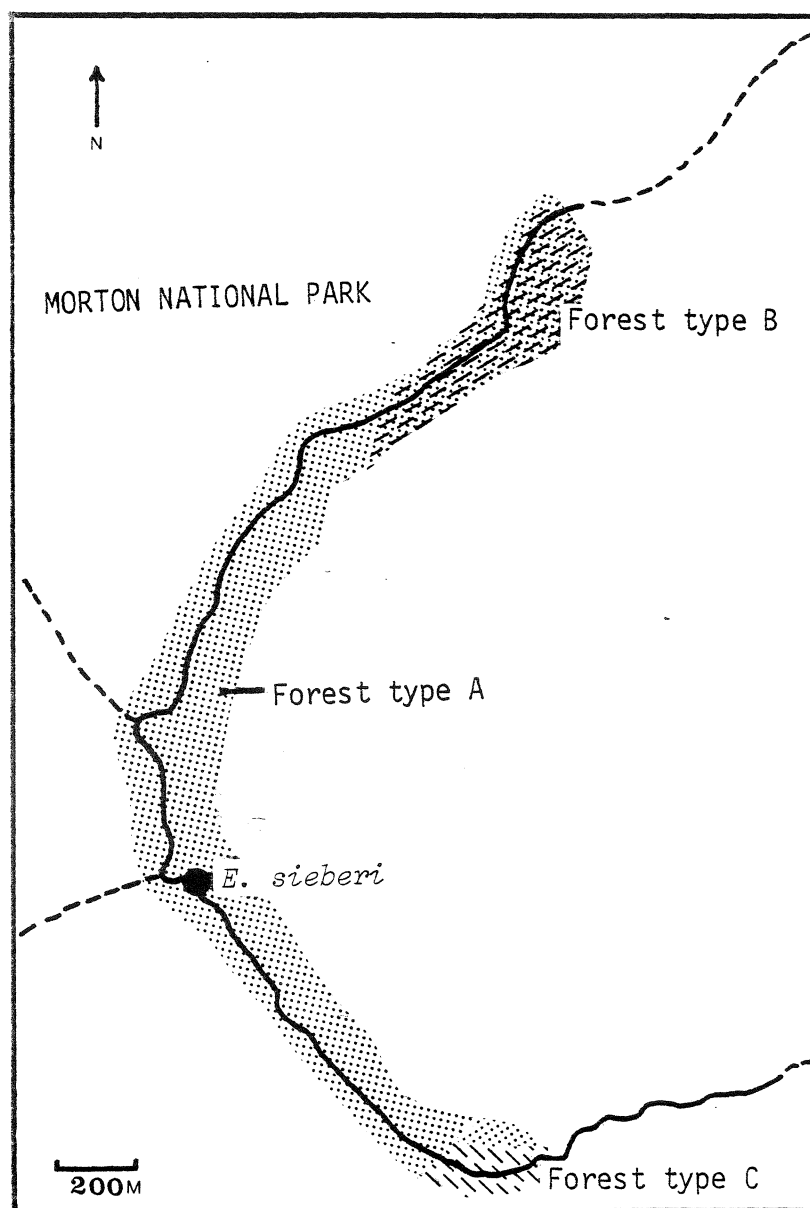 N
MORTON NATIONAL PARK
Forest type B
Forest type A
E. sieberi
Forest type C
200M